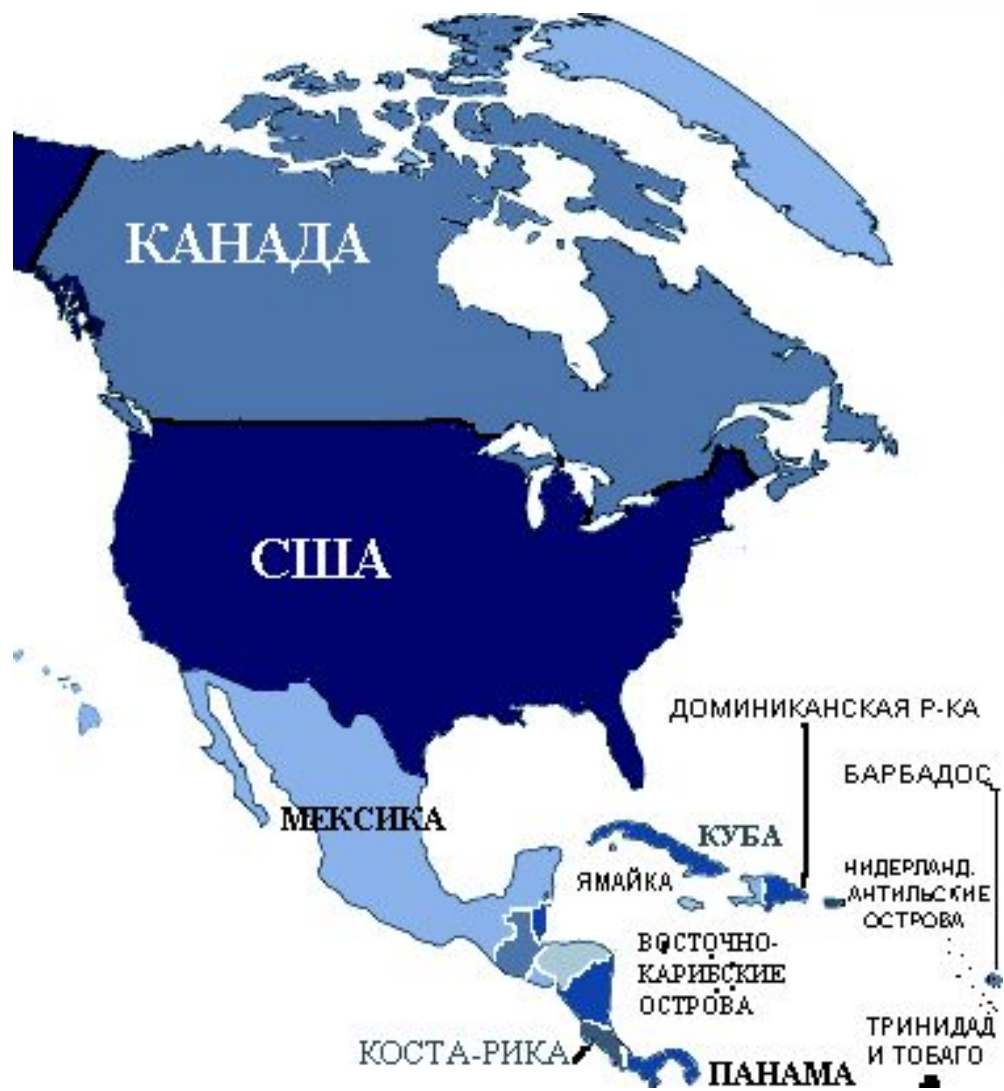 КАНАДА
США
ДОМИНИКАНСКАЯ Р-КА
БАРБАДОС
МЕКСИКА
КУБА
ЯМАЙКА
НИДЕРЛАНД.
АНТИЛЬСКИЕ
ОСТРОВА
ВОСТОЧНО-
КАРИБСКИЕ
ОСТРОВА
КОСТА-РИКА
ТРИНИДАД
И ТОБАГО
ПАНАМА